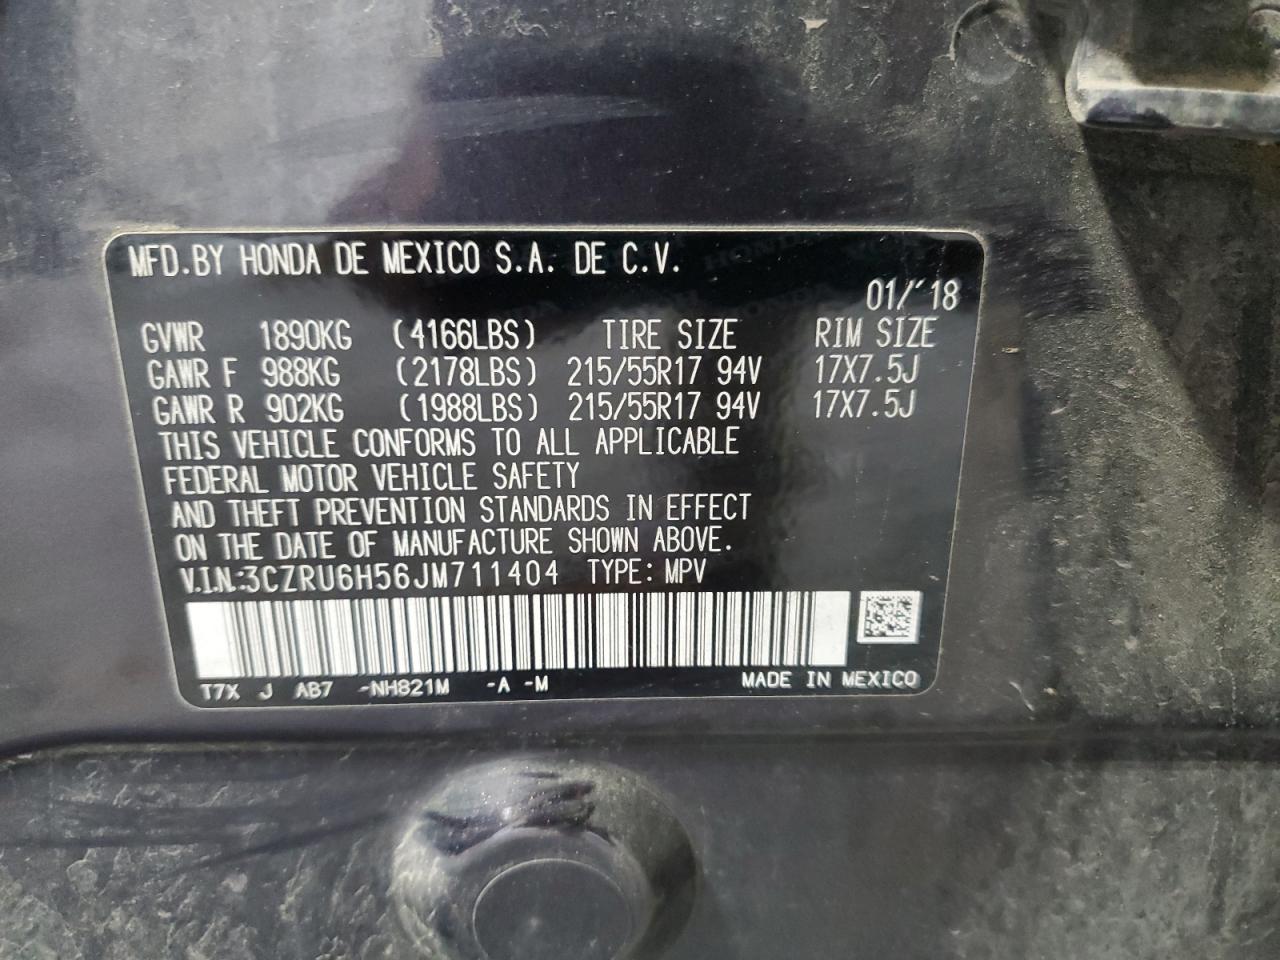 MFD.BY HONDA DE MEXICO S.A. DE C.V.
01/'18
GVWR 1890KG (4166LBS) TIRE SIZE RIM SIZE
GAWR F 988KG (2178LBS) 215/55R17 94V 17X7.5J
GAWR R 902KG (1988LBS) 215/55R17 94V 17X7.5J
THIS VEHICLE CONFORMS TO ALL APPLICABLE
FEDERAL MOTOR VEHICLE SAFETY
AND THEFT PREVENTION STANDARDS IN EFFECT
ON THE DATE OF MANUFACTURE SHOWN ABOVE.
V.I.N.:3CZRU6H56JM711404 TYPE: MPV
T7X J AB7 -NH821M -A -M MADE IN MEXICO